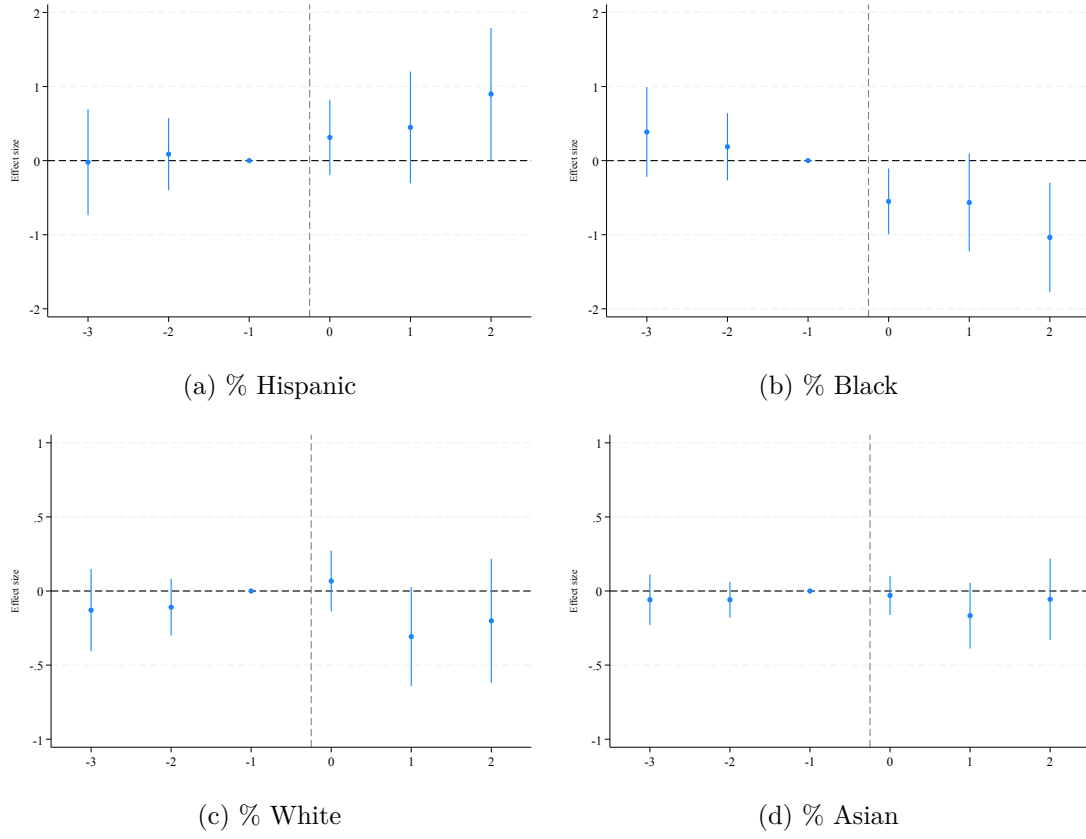 2
1
0
-1
-2
Effect size
-3 -2 -1 0 1 2
(a) % Hispanic
2
1
0
-1
-2
Effect size
-3 -2 -1 0 1 2
(b) % Black
1
.5
0
-.5
-1
Effect size
-3 -2 -1 0 1 2
(c) % White
1
.5
0
-.5
-1
Effect size
-3 -2 -1 0 1 2
(d) % Asian